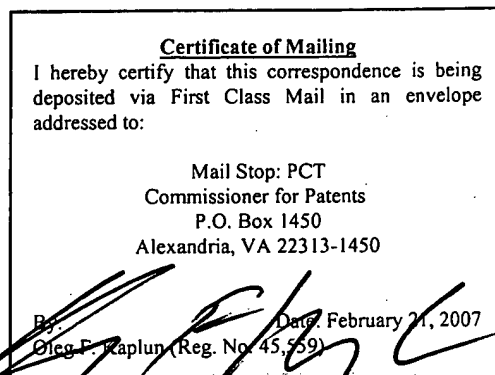 Certificate of Mailing
I hereby certify that this correspondence is being
deposited via First Class Mail in an envelope
addressed to:
Mail Stop: PCT
Commissioner for Patents
P.O. Box 1450
Alexandria, VA 22313-1450
By: Date: February 21, 2007
Oleg F. Kaplun (Reg. No. 45,559)